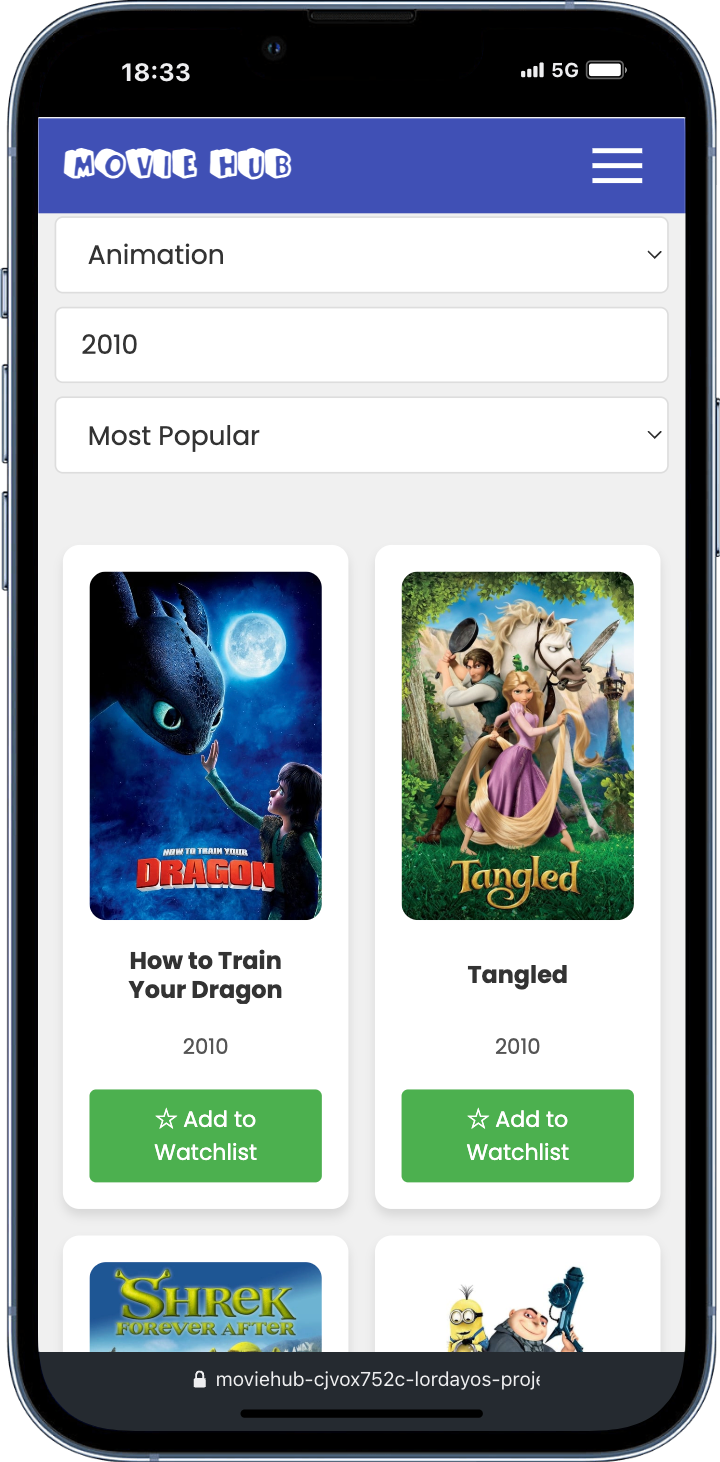 18:33
5G
MOVIE HUB
Animation
2010
Most Popular
HOW TO TRAIN YOUR
DRAGON
Tangled
How to Train
Your Dragon
Tangled
2010
2010
☆ Add to
Watchlist
☆ Add to
Watchlist
SHREK
FOREVER AFTER
moviehub-cjvox752c-lordayos-proj